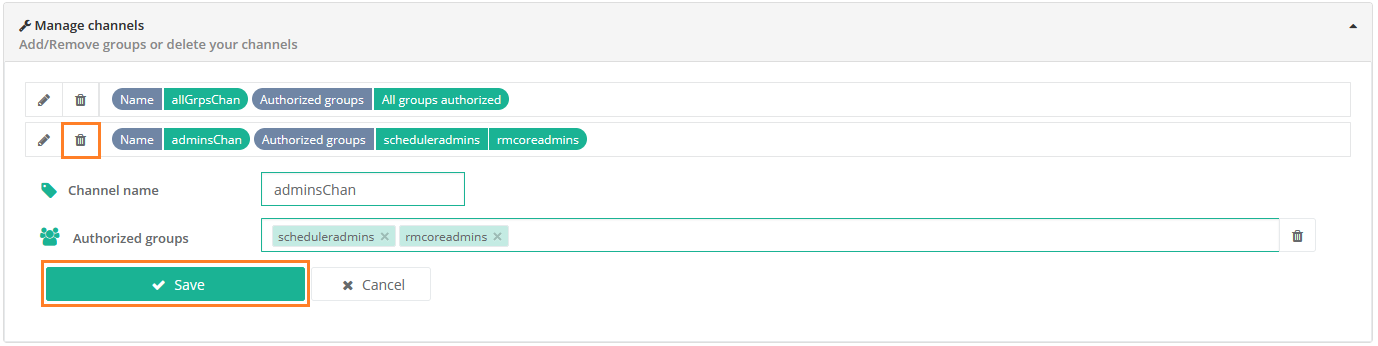 Manage channels
Add/Remove groups or delete your channels
Name allGrpsChan Authorized groups All groups authorized
Name adminsChan Authorized groups scheduleradmins rmcoreadmins
Channel name adminsChan
Authorized groups scheduleradmins × rmcoreadmins ×
Save Cancel